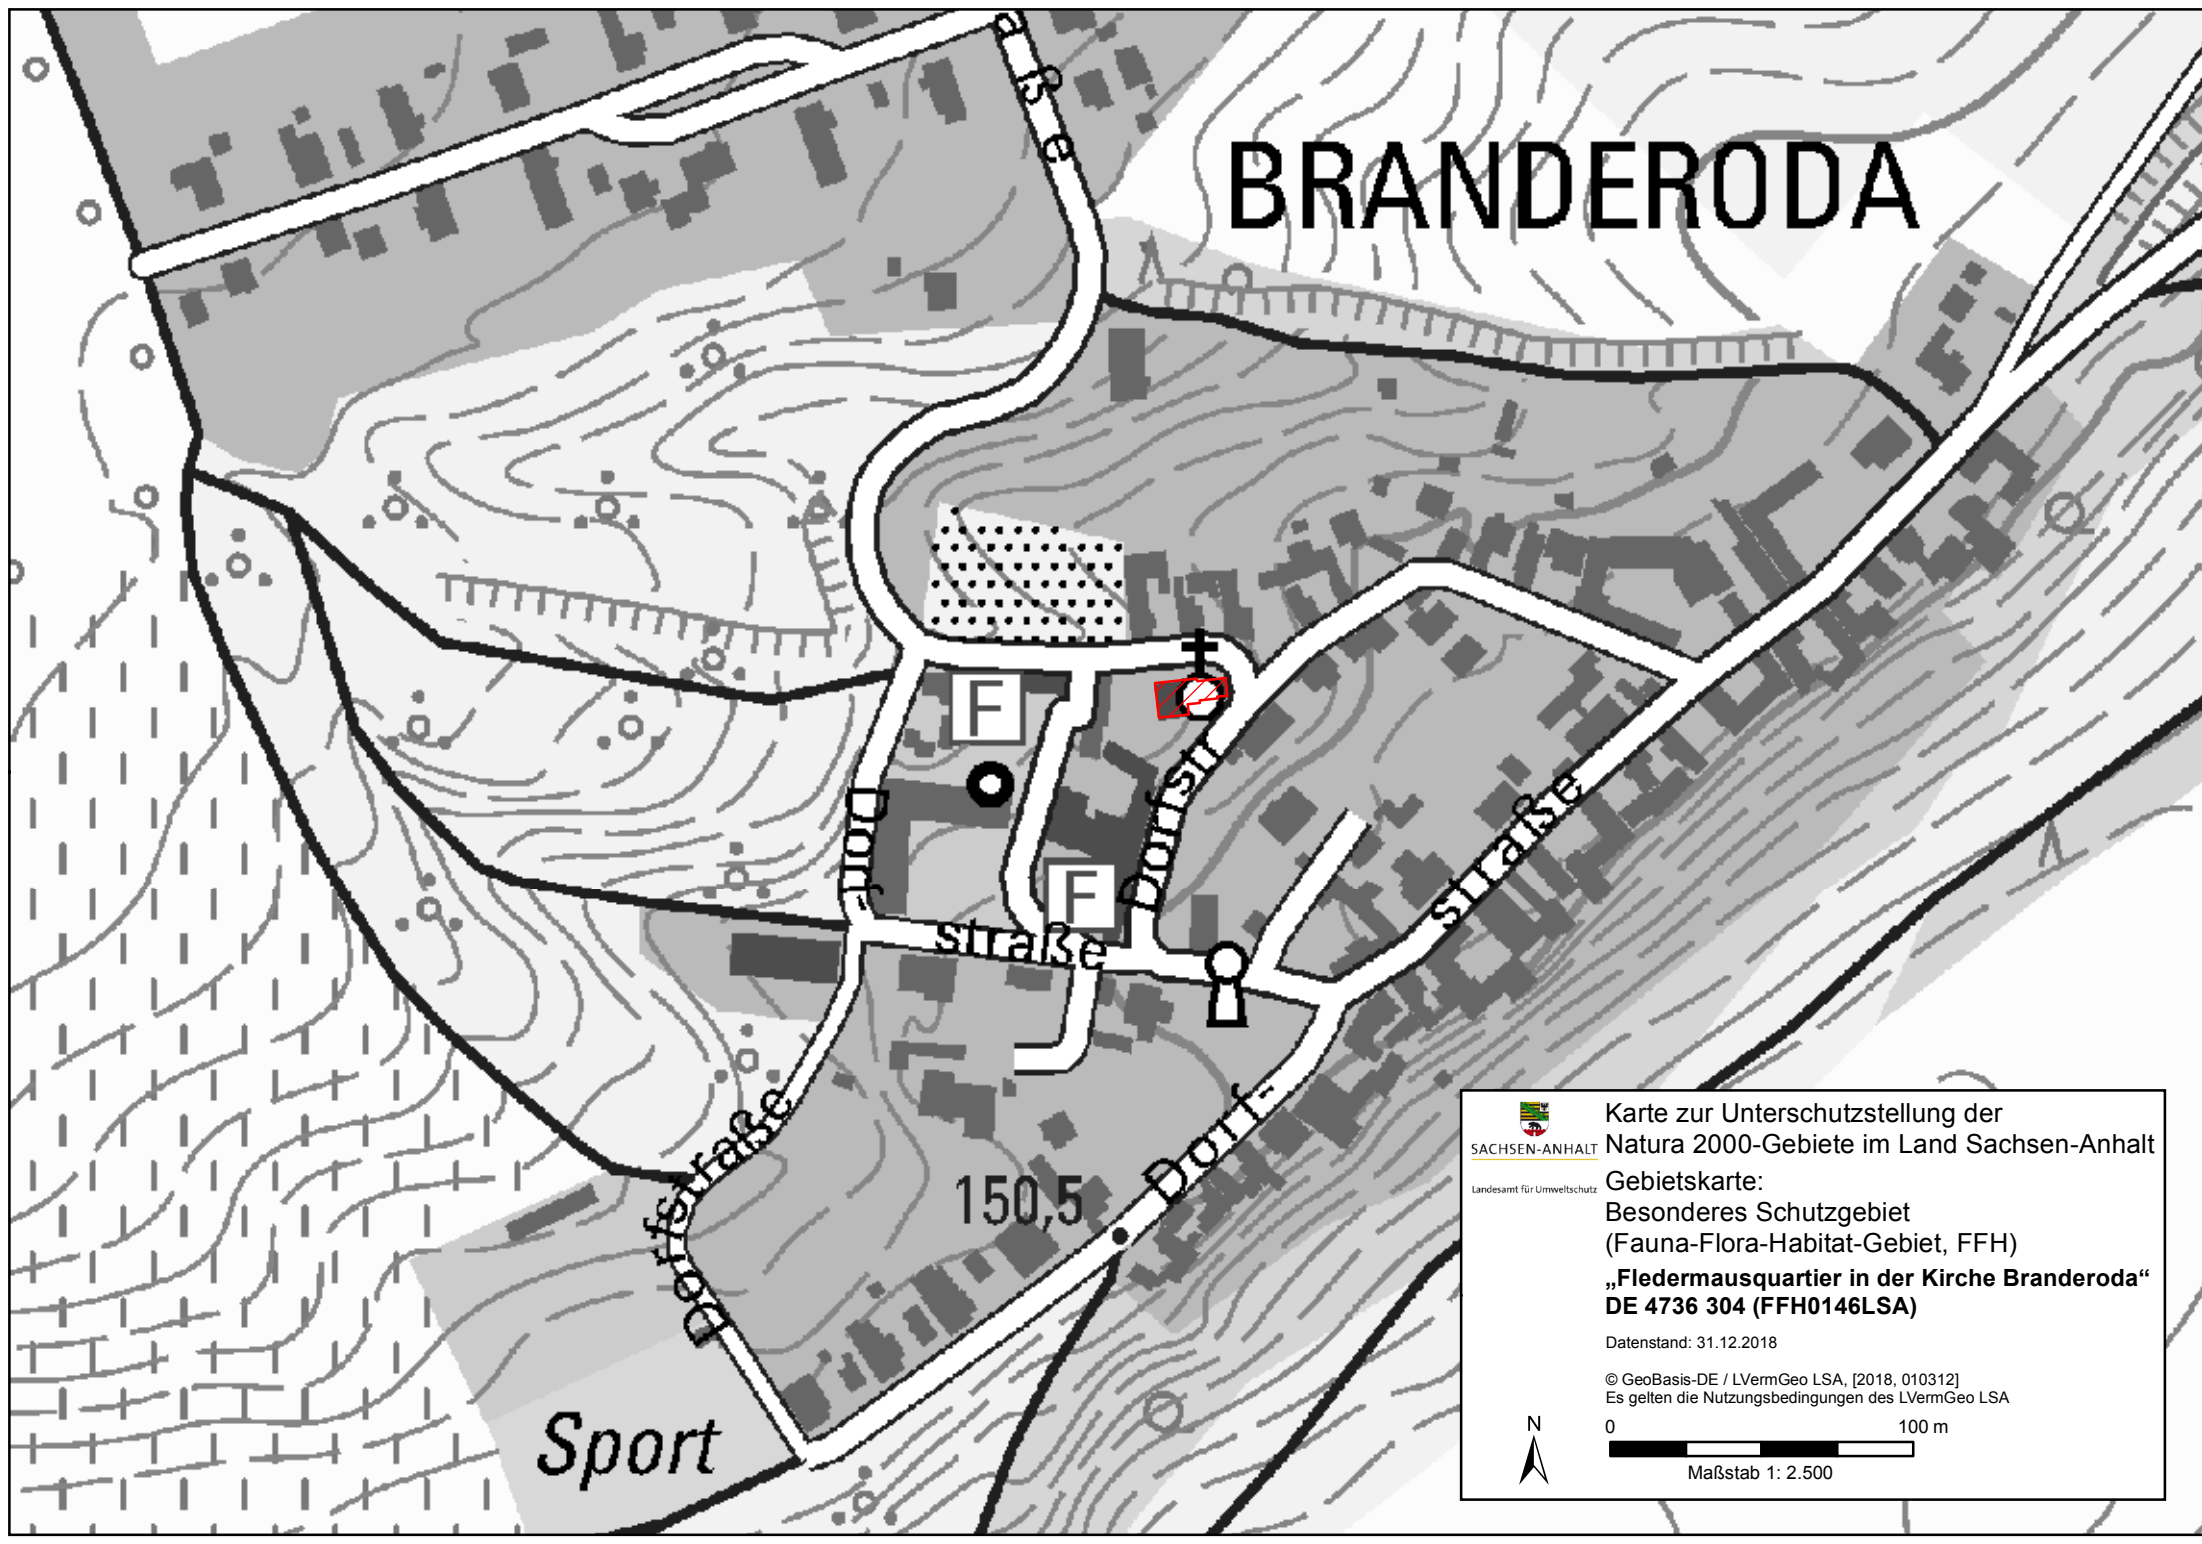 aße
BRANDERODA
F
Dorf-
Dorfstr
F
straße
straße
Dorfstraße
Dorf-
150,5
Sport
SACHSEN-ANHALT
Landesamt für Umweltschutz
Karte zur Unterschutzstellung der
Natura 2000-Gebiete im Land Sachsen-Anhalt
Gebietskarte:
Besonderes Schutzgebiet
(Fauna-Flora-Habitat-Gebiet, FFH)
„Fledermausquartier in der Kirche Branderoda“
DE 4736 304 (FFH0146LSA)
Datenstand: 31.12.2018
© GeoBasis-DE / LVermGeo LSA, [2018, 010312]
Es gelten die Nutzungsbedingungen des LVermGeo LSA
N
0 100 m
Maßstab 1: 2.500